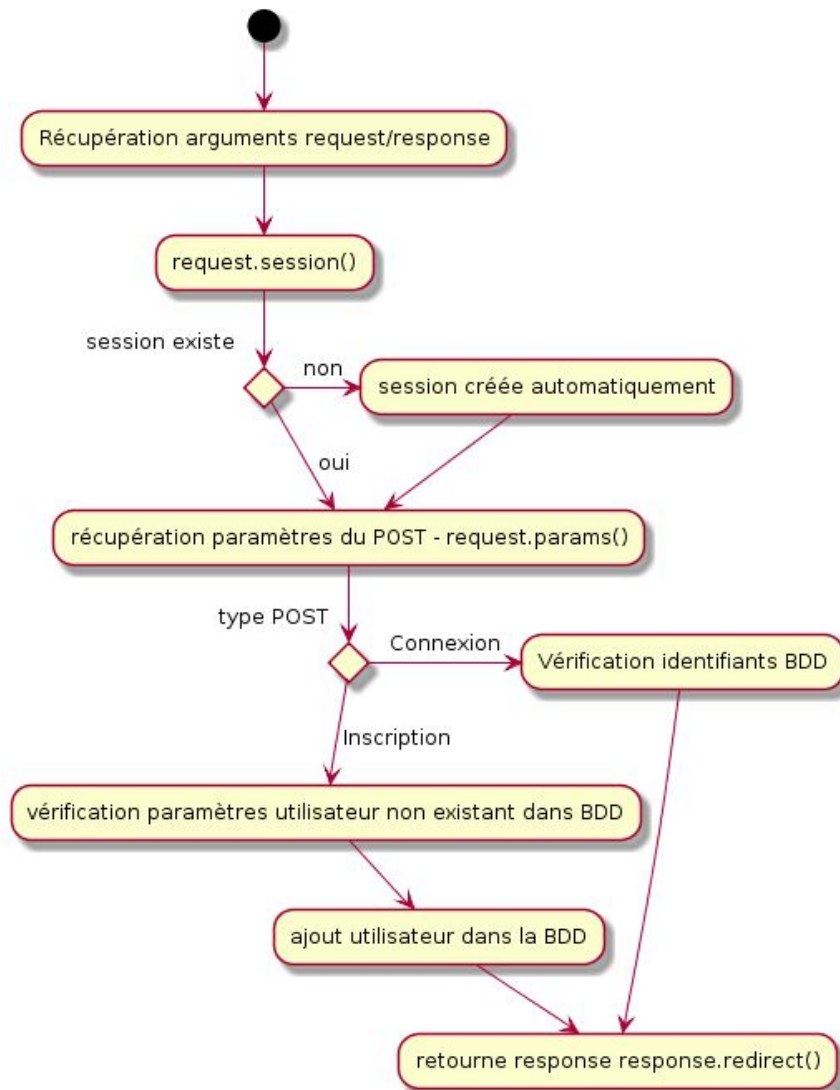 Récupération arguments request/response
request.session()
session existe
non
session créée automatiquement
oui
récupération paramètres du POST - request.params()
type POST
Connexion
Vérification identifiants BDD
Inscription
vérification paramètres utilisateur non existant dans BDD
ajout utilisateur dans la BDD
retourne response response.redirect()